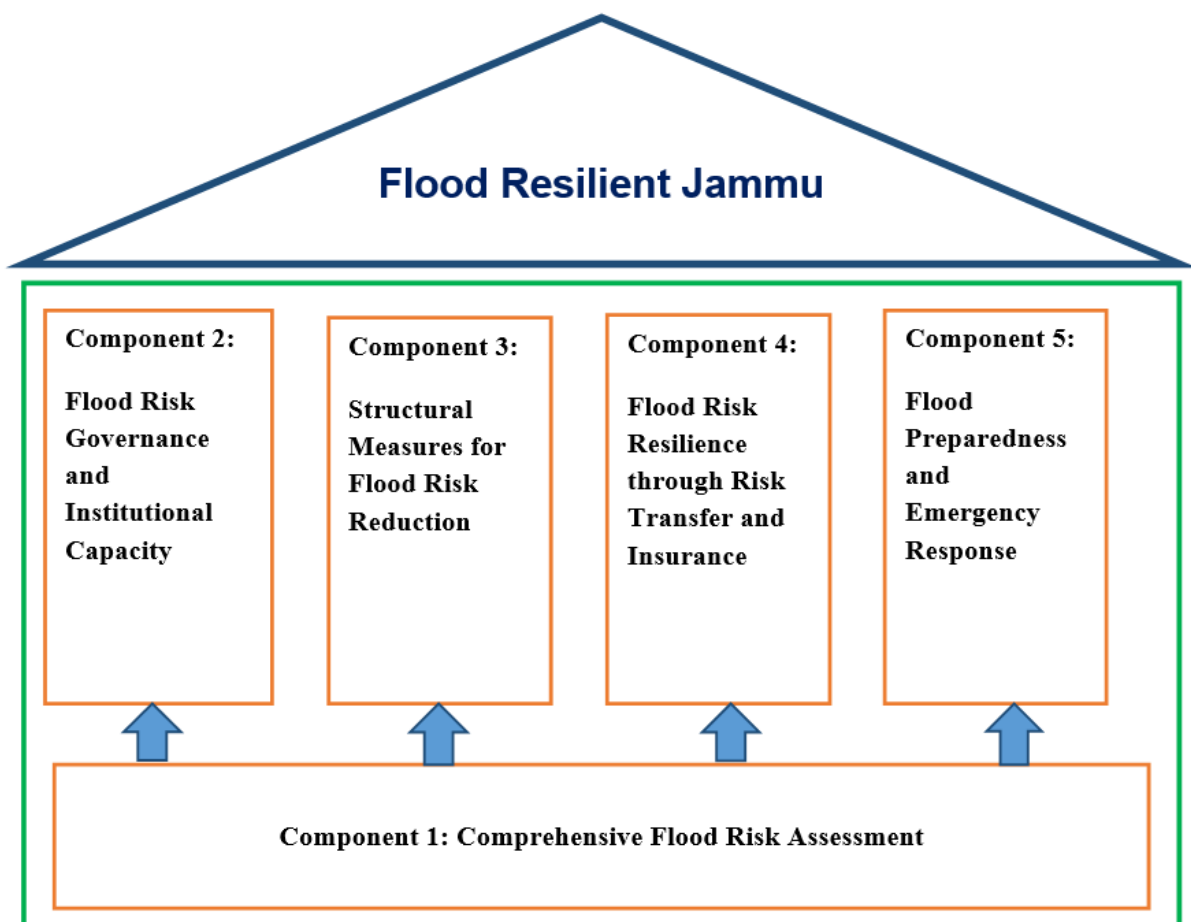 Flood Resilient Jammu
Component 2:
Flood Risk
Governance
and
Institutional
Capacity
Component 3:
Structural
Measures for
Flood Risk
Reduction
Component 4:
Flood Risk
Resilience
through Risk
Transfer and
Insurance
Component 5:
Flood
Preparedness
and
Emergency
Response
Component 1: Comprehensive Flood Risk Assessment